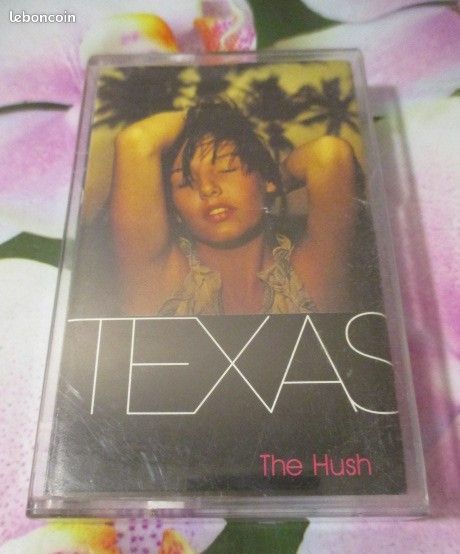 leboncoin
TEXAS
The Hush